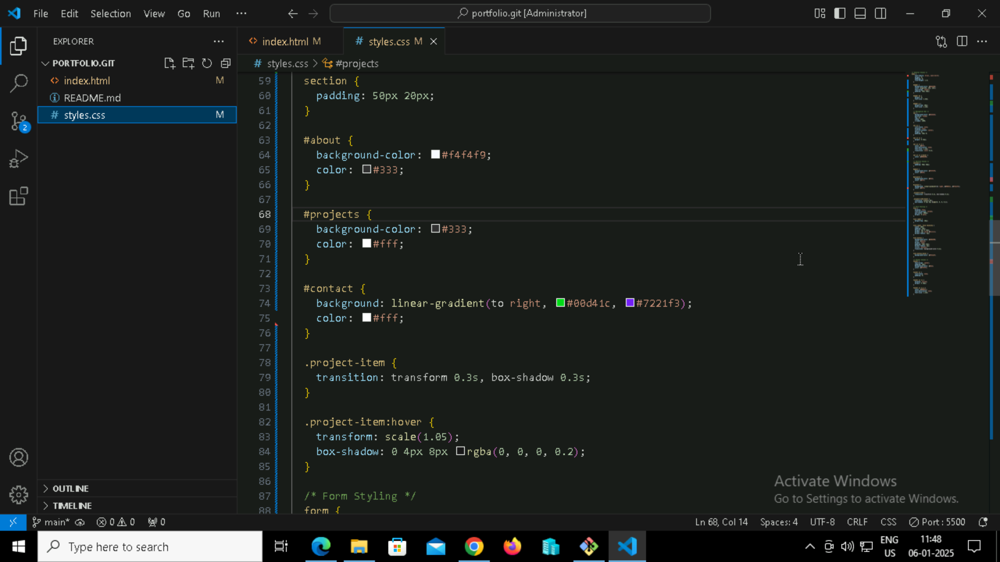 File Edit Selection View Go Run ··· portfolio.git [Administrator]
EXPLORER ···
PORTFOLIO.GIT
index.html M
README.md
styles.css M
2
OUTLINE
TIMELINE
index.html M styles.css M
styles.css > #projects
59 section {
60 padding: 50px 20px;
61 }
62
63 #about {
64 background-color: #f4f4f9;
65 color: #333;
66 }
67
68 #projects {
69 background-color: #333;
70 color: #fff;
71 }
72
73 #contact {
74 background: linear-gradient(to right, #00d41c, #7221f3);
75 color: #fff;
76 }
77
78 .project-item {
79 transition: transform 0.3s, box-shadow 0.3s;
80 }
81
82 .project-item:hover {
83 transform: scale(1.05);
84 box-shadow: 0 4px 8px rgba(0, 0, 0, 0.2);
85 }
86
87 /* Form Styling */
88 form {
Activate Windows
Go to Settings to activate Windows.
main* 0 0 0 Ln 68, Col 14 Spaces: 4 UTF-8 CRLF CSS Port : 5500
Type here to search
ENG
US
11:48
06-01-2025